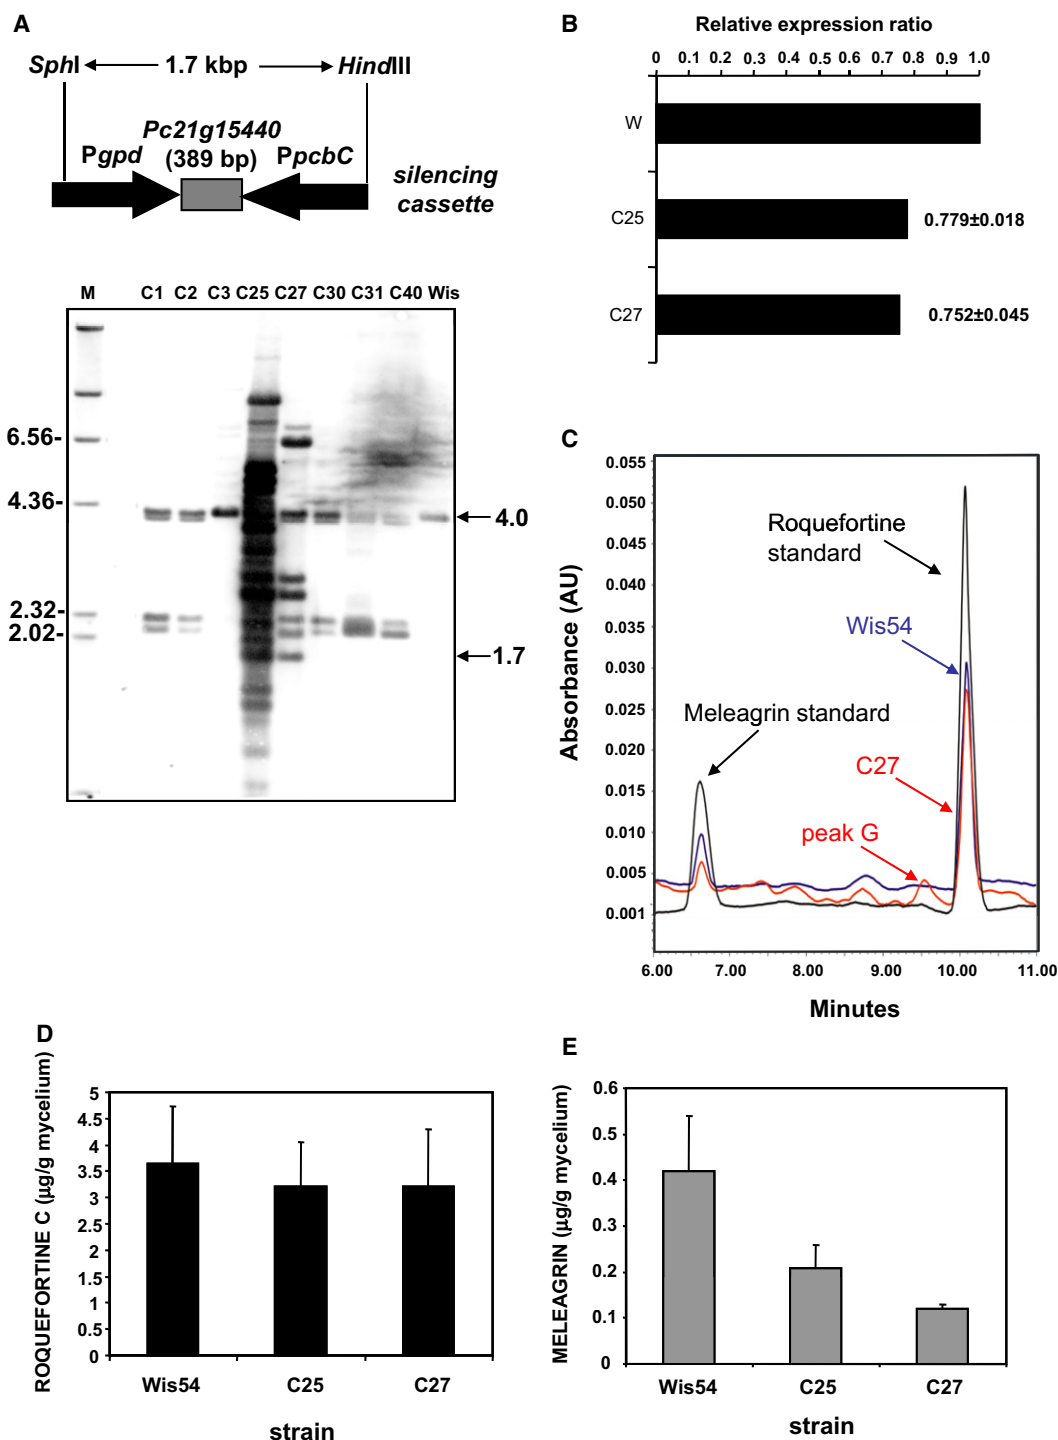 A
SphI 1.7 kbp HindIII
Pc21g15440
Pgpd (389 bp) PpcbC
silencing
cassette
M C1 C2 C3 C25 C27 C30 C31 C40 Wis
6.56-
4.36-
4.0
2.32-
2.02-
1.7
B
Relative expression ratio
0 0.1 0.2 0.3 0.4 0.5 0.6 0.7 0.8 0.9 1.0
W
C25 0.779±0.018
C27 0.752±0.045
C
0.055
0.050
0.045
0.040
0.035
0.030
0.025
0.020
0.015
0.010
0.005
0.001
Absorbance (AU)
Roquefortine
standard
Wis54
Meleagrin standard
C27
peak G
6.00 7.00 8.00 9.00 10.00 11.00
Minutes
D
ROQUEFORTINE C (µg/g mycelium)
5
4.5
4
3.5
3
2.5
2
1.5
1
0.5
0
Wis54 C25 C27
strain
E
MELEAGRIN (µg/g mycelium)
0.6
0.5
0.4
0.3
0.2
0.1
0
Wis54 C25 C27
strain